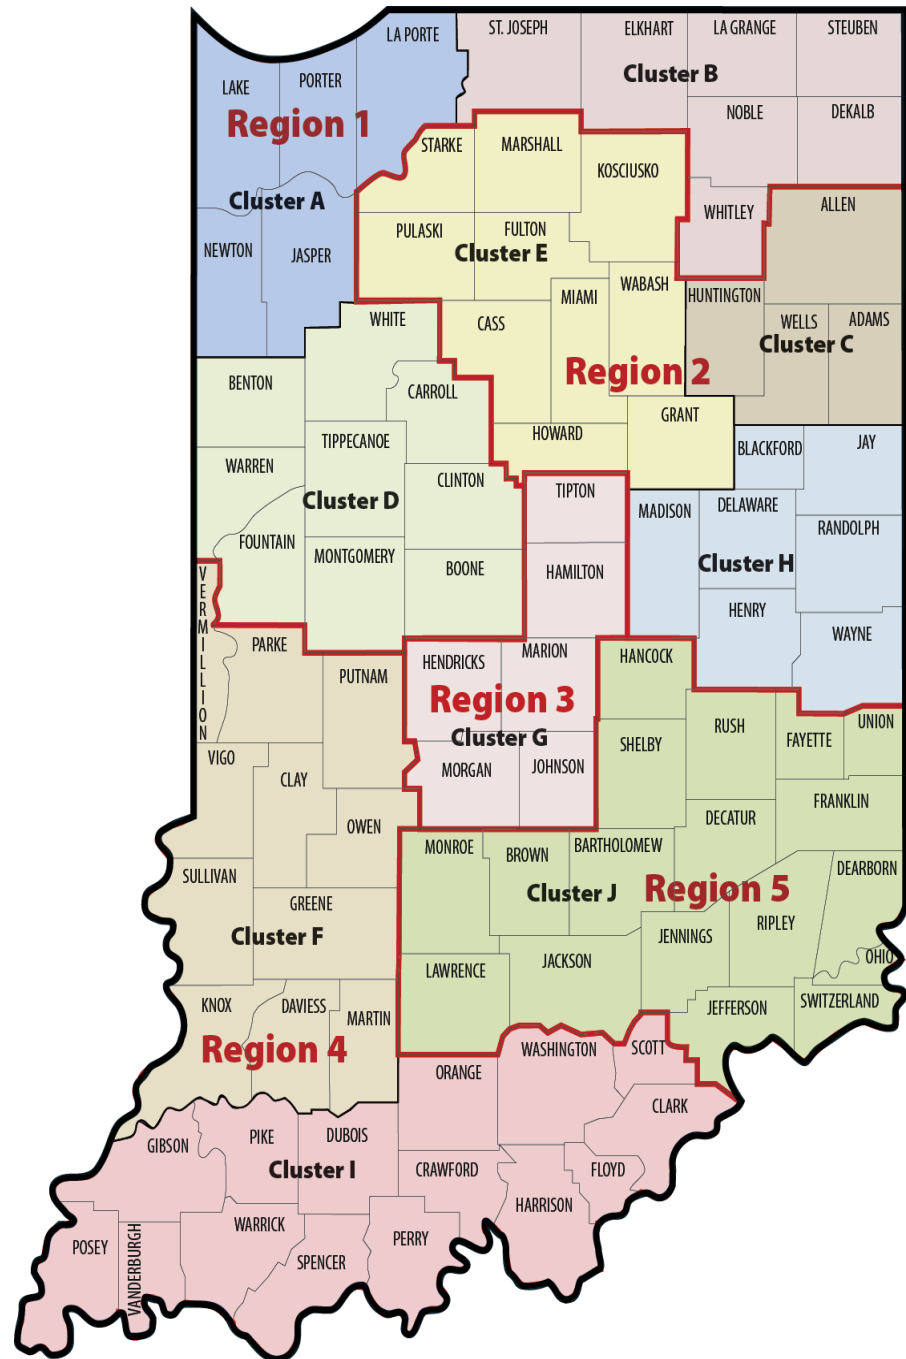 LA PORTE
ST. JOSEPH
ELKHART
LA GRANGE
STEUBEN
LAKE
PORTER
Cluster B
Region 1
NOBLE
DEKALB
STARKE
MARSHALL
KOSCIUSKO
Cluster A
WHITLEY
ALLEN
NEWTON
JASPER
PULASKI
FULTON
Cluster E
WHITE
CASS
MIAMI
WABASH
HUNTINGTON
WELLS
ADAMS
Cluster C
Region 2
BENTON
CARROLL
GRANT
HOWARD
TIPPECANOE
BLACKFORD
JAY
WARREN
CLINTON
Cluster D
TIPTON
MADISON
DELAWARE
RANDOLPH
FOUNTAIN
MONTGOMERY
BOONE
HAMILTON
Cluster H
HENRY
WAYNE
VERMILLION
PARKE
PUTNAM
HENDRICKS
MARION
HANCOCK
Region 3
Cluster G
RUSH
FAYETTE
UNION
SHELBY
VIGO
CLAY
MORGAN
JOHNSON
FRANKLIN
OWEN
DECATUR
MONROE
BROWN
BARTHOLOMEW
DEARBORN
SULLIVAN
GREENE
Cluster J
Region 5
RIPLEY
Cluster F
JENNINGS
OHIO
LAWRENCE
JACKSON
KNOX
DAVIESS
MARTIN
JEFFERSON
SWITZERLAND
Region 4
WASHINGTON
SCOTT
ORANGE
CLARK
GIBSON
PIKE
DUBOIS
Cluster I
CRAWFORD
FLOYD
HARRISON
WARRICK
POSEY
VANDERBURGH
SPENCER
PERRY